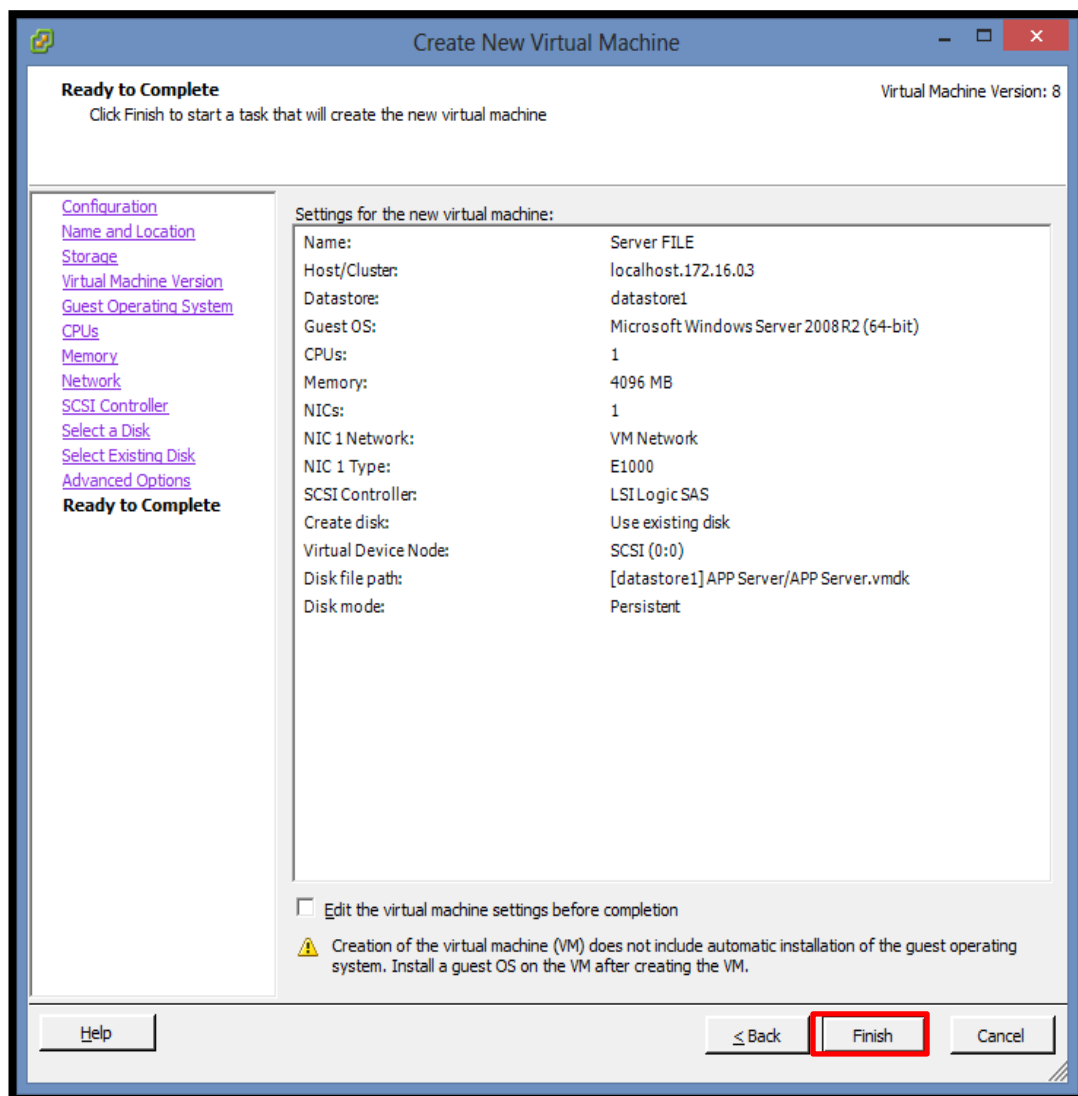 Create New Virtual Machine
Ready to Complete
Virtual Machine Version: 8
Click Finish to start a task that will create the new virtual machine
Configuration
Name and Location
Storage
Virtual Machine Version
Guest Operating System
CPUs
Memory
Network
SCSI Controller
Select a Disk
Select Existing Disk
Advanced Options
Ready to Complete
Settings for the new virtual machine:
Name: Server FILE
Host/Cluster: localhost.172.16.0.3
Datastore: datastore1
Guest OS: Microsoft Windows Server 2008 R2 (64-bit)
CPUs: 1
Memory: 4096 MB
NICs: 1
NIC 1 Network: VM Network
NIC 1 Type: E1000
SCSI Controller: LSI Logic SAS
Create disk: Use existing disk
Virtual Device Node: SCSI (0:0)
Disk file path: [datastore1] APP Server/APP Server.vmdk
Disk mode: Persistent
Edit the virtual machine settings before completion
Creation of the virtual machine (VM) does not include automatic installation of the guest operating
system. Install a guest OS on the VM after creating the VM.
Help
< Back
Finish
Cancel